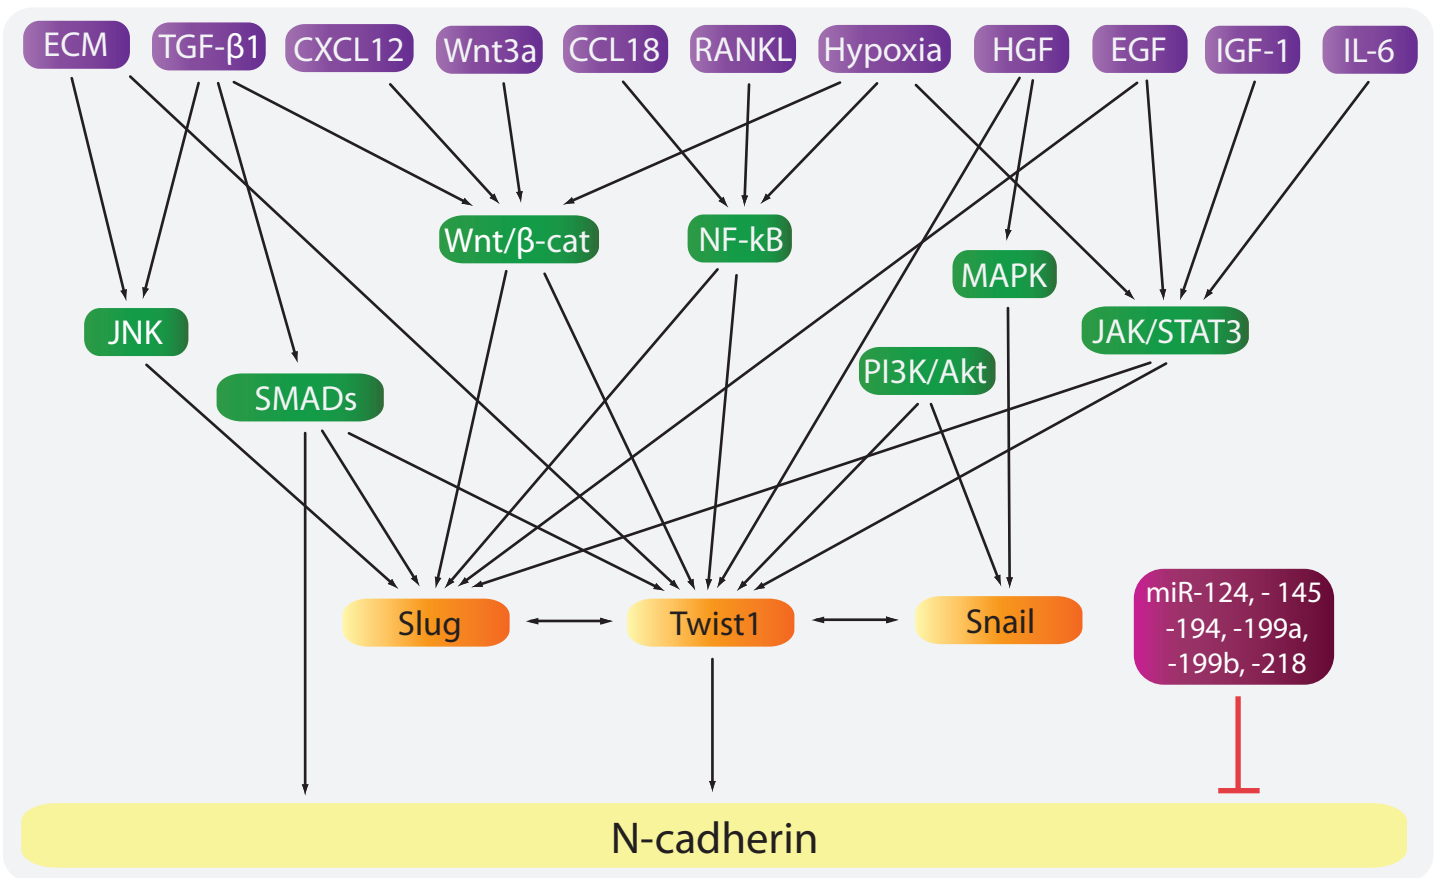 ECM
TGF-β1
CXCL12
Wnt3a
CCL18
RANKL
Hypoxia
HGF
EGF
IGF-1
IL-6
Wnt/β-cat
NF-kB
MAPK
JNK
JAK/STAT3
PI3K/Akt
SMADs
Slug
Twist1
Snail
miR-124, - 145
-194, -199a,
-199b, -218
N-cadherin